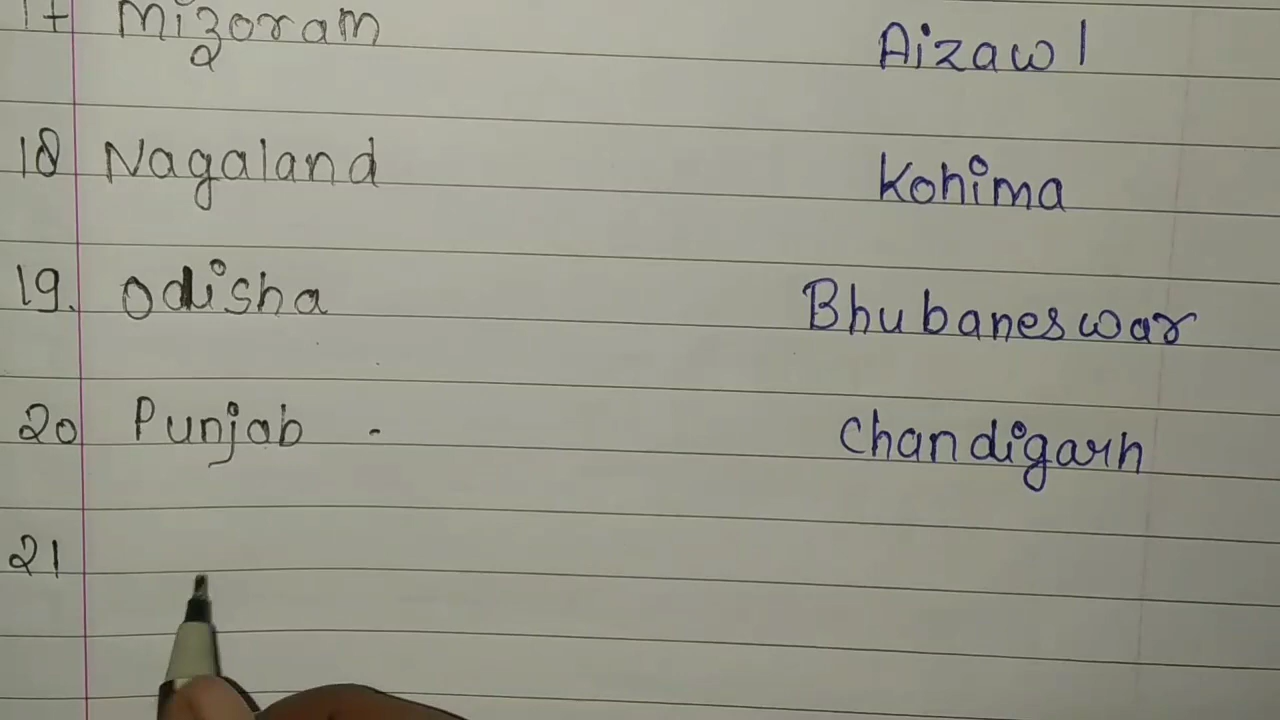 17 Mizoram Aizawl
18 Nagaland Kohima
19. Odisha Bhubaneswar
20 Punjab - Chandigarh
21